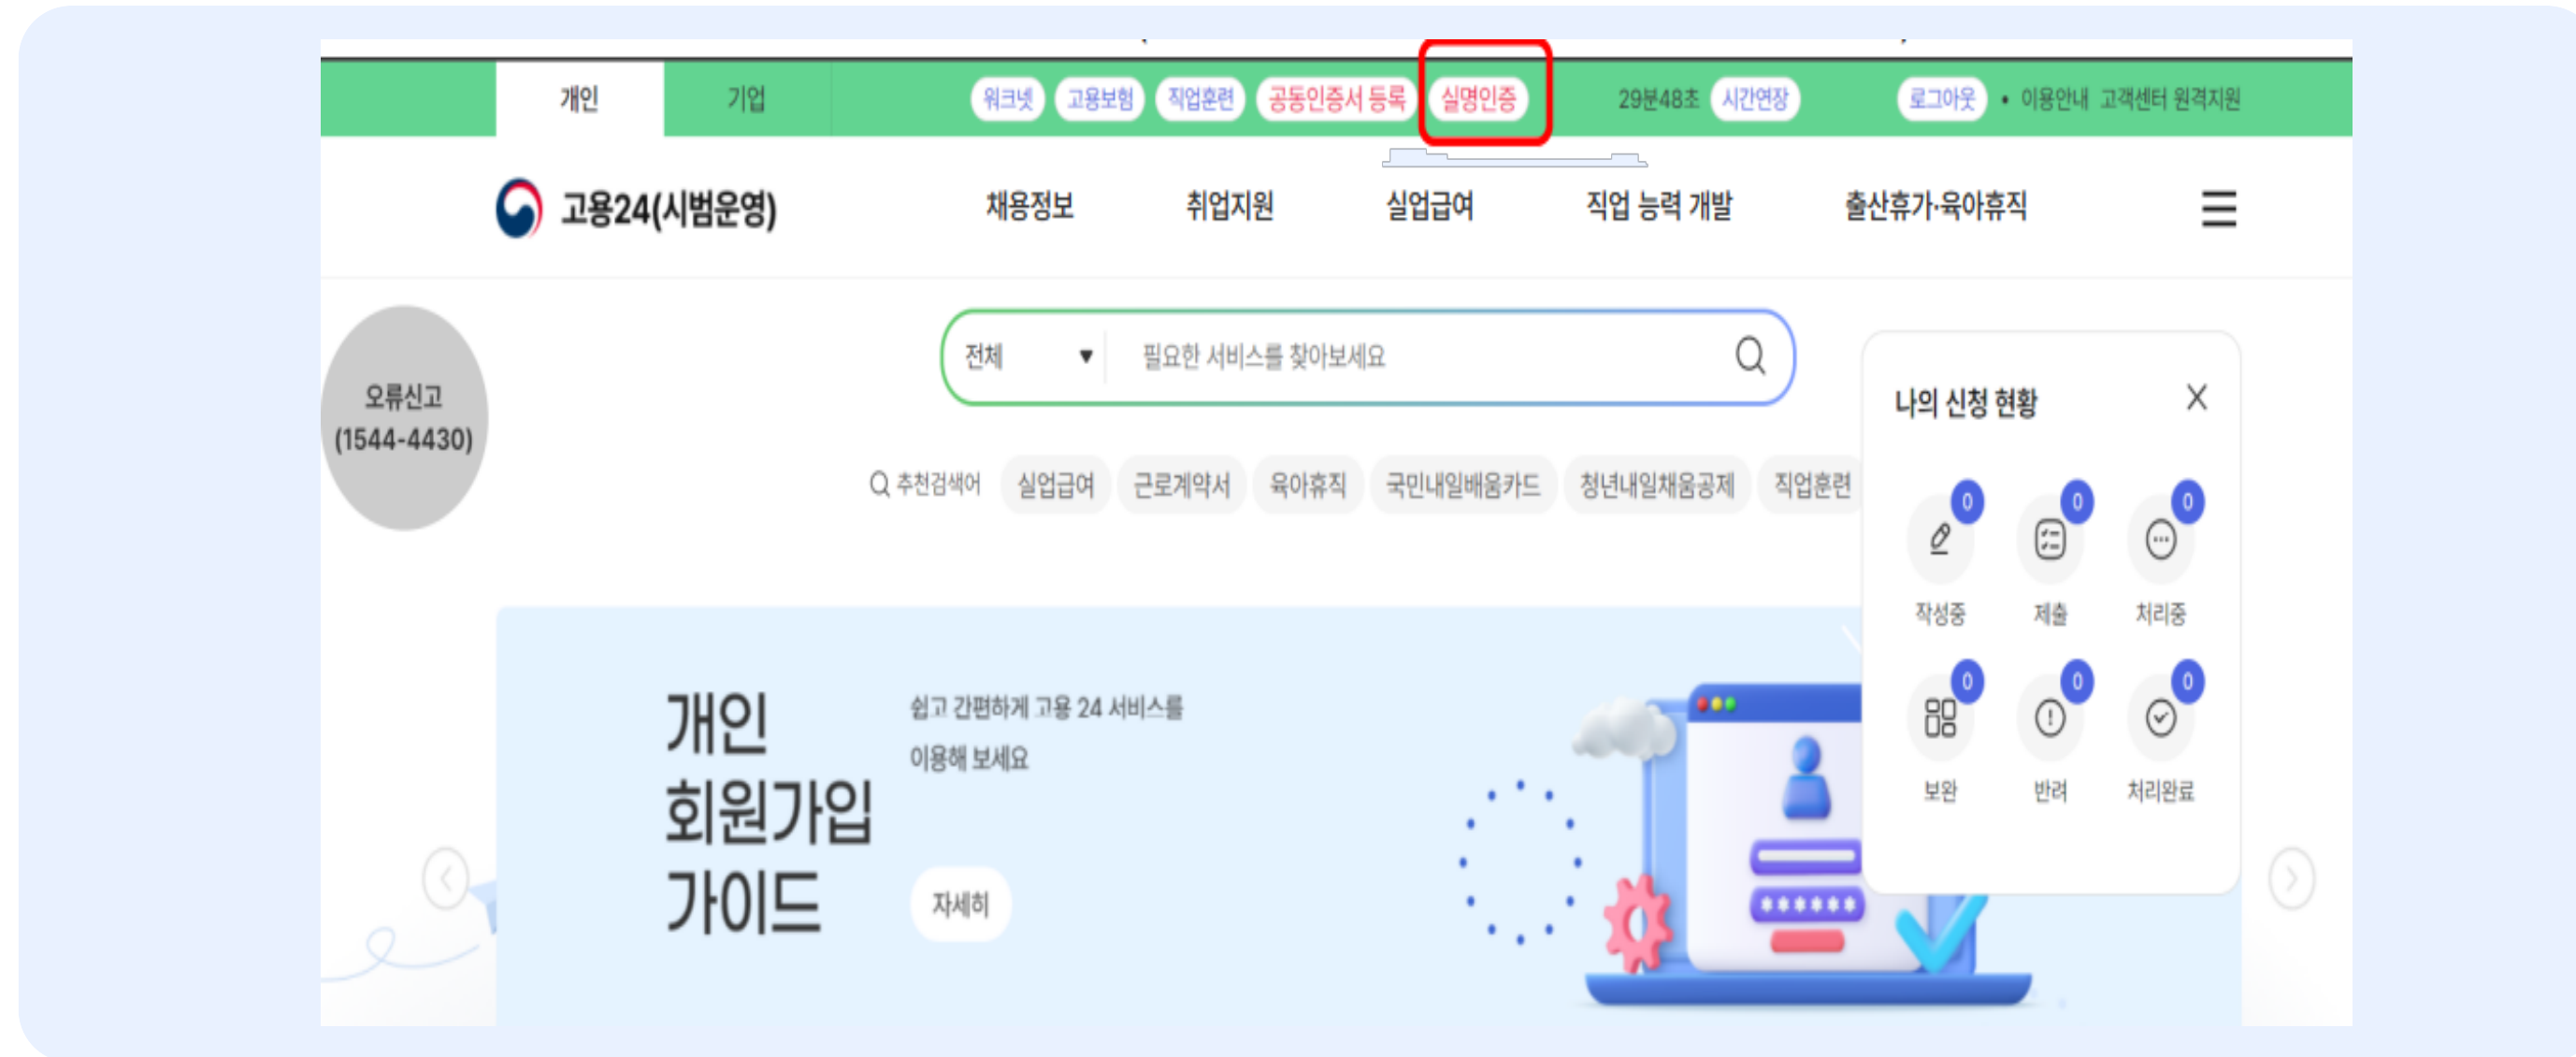 개인 기업 워크넷 고용보험 직업훈련 공동인증서 등록 실명인증 29분48초 시간연장 로그아웃 • 이용안내 고객센터 원격지원
고용24(시범운영) 채용정보 취업지원 실업급여 직업 능력 개발 출산휴가·육아휴직
전체 필요한 서비스를 찾아보세요
오류신고
(1544-4430)
추천검색어 실업급여 근로계약서 육아휴직 국민내일배움카드 청년내일채움공제 직업훈련
나의 신청 현황 X
0 0 0
작성중 제출 처리중
0 0 0
보완 반려 처리완료
개인
회원가입
가이드
쉽고 간편하게 고용 24 서비스를
이용해 보세요
자세히
******